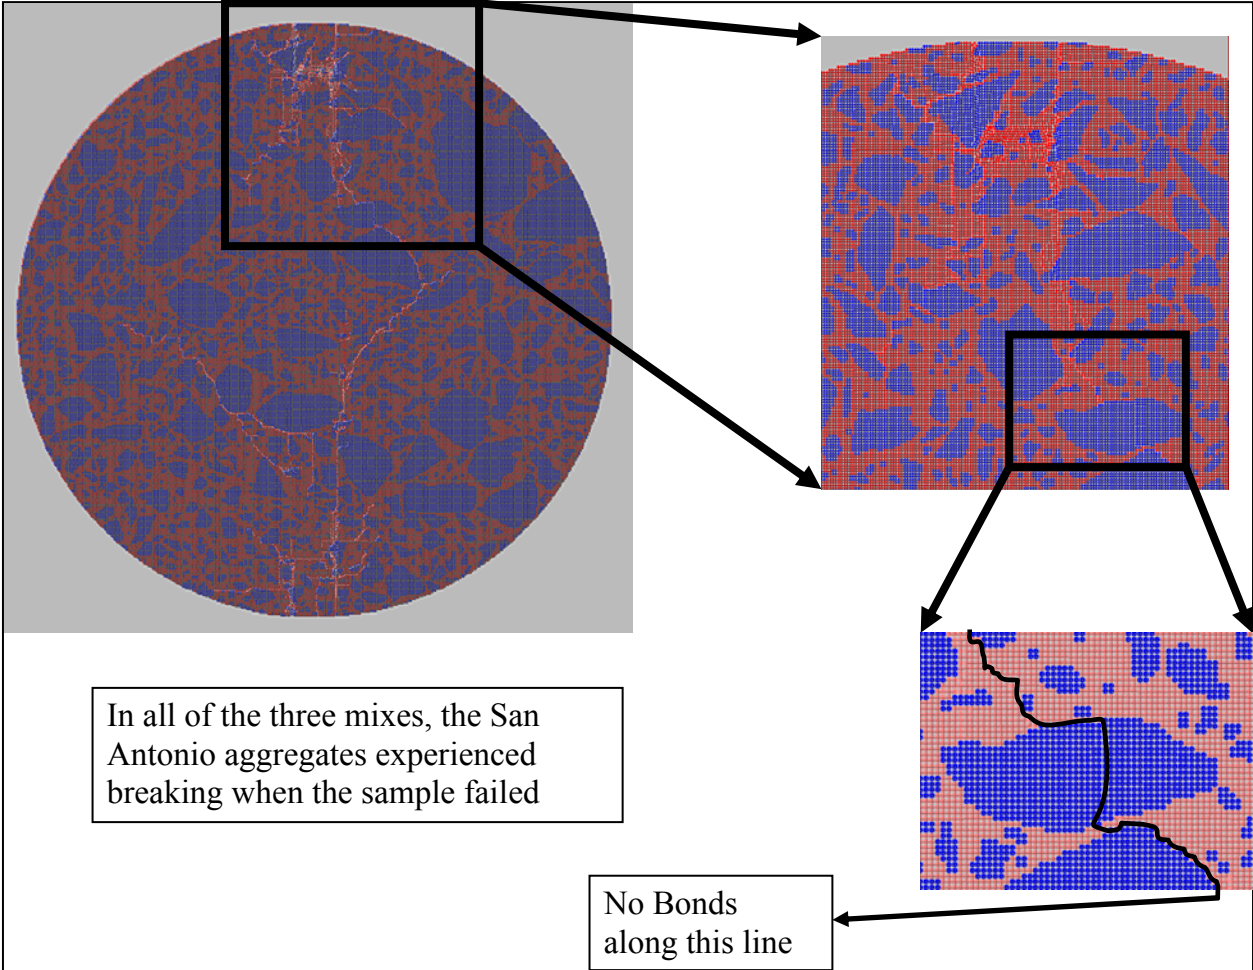 In all of the three mixes, the San
Antonio aggregates experienced
breaking when the sample failed
No Bonds
along this line